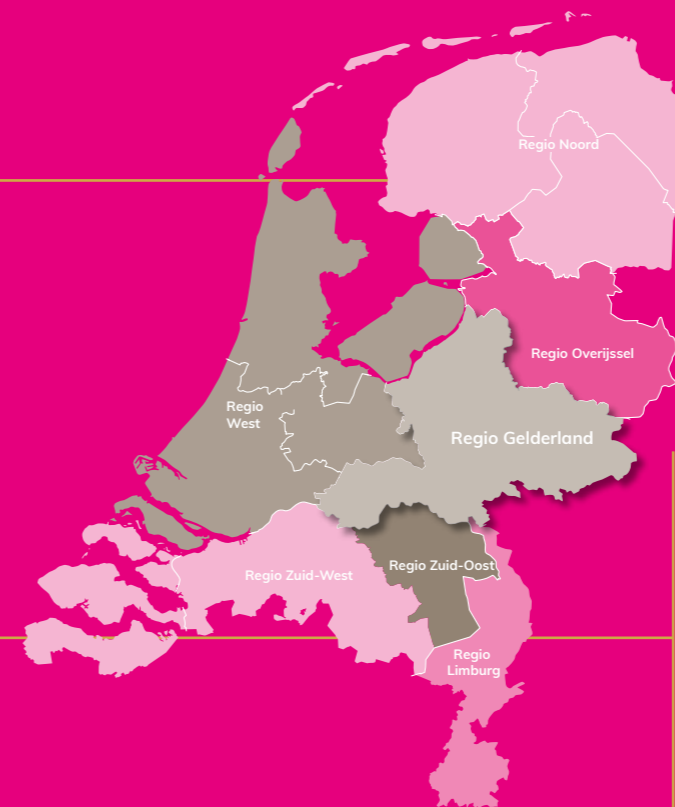 Regio Noord
Regio Overijssel
Regio
West
Regio Gelderland
Regio Zuid-Oost
Regio Zuid-West
Regio
Limburg